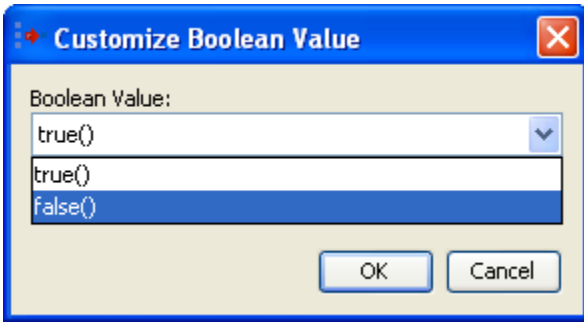 Customize Boolean Value
Boolean Value:
true()
true()
false()
OK Cancel